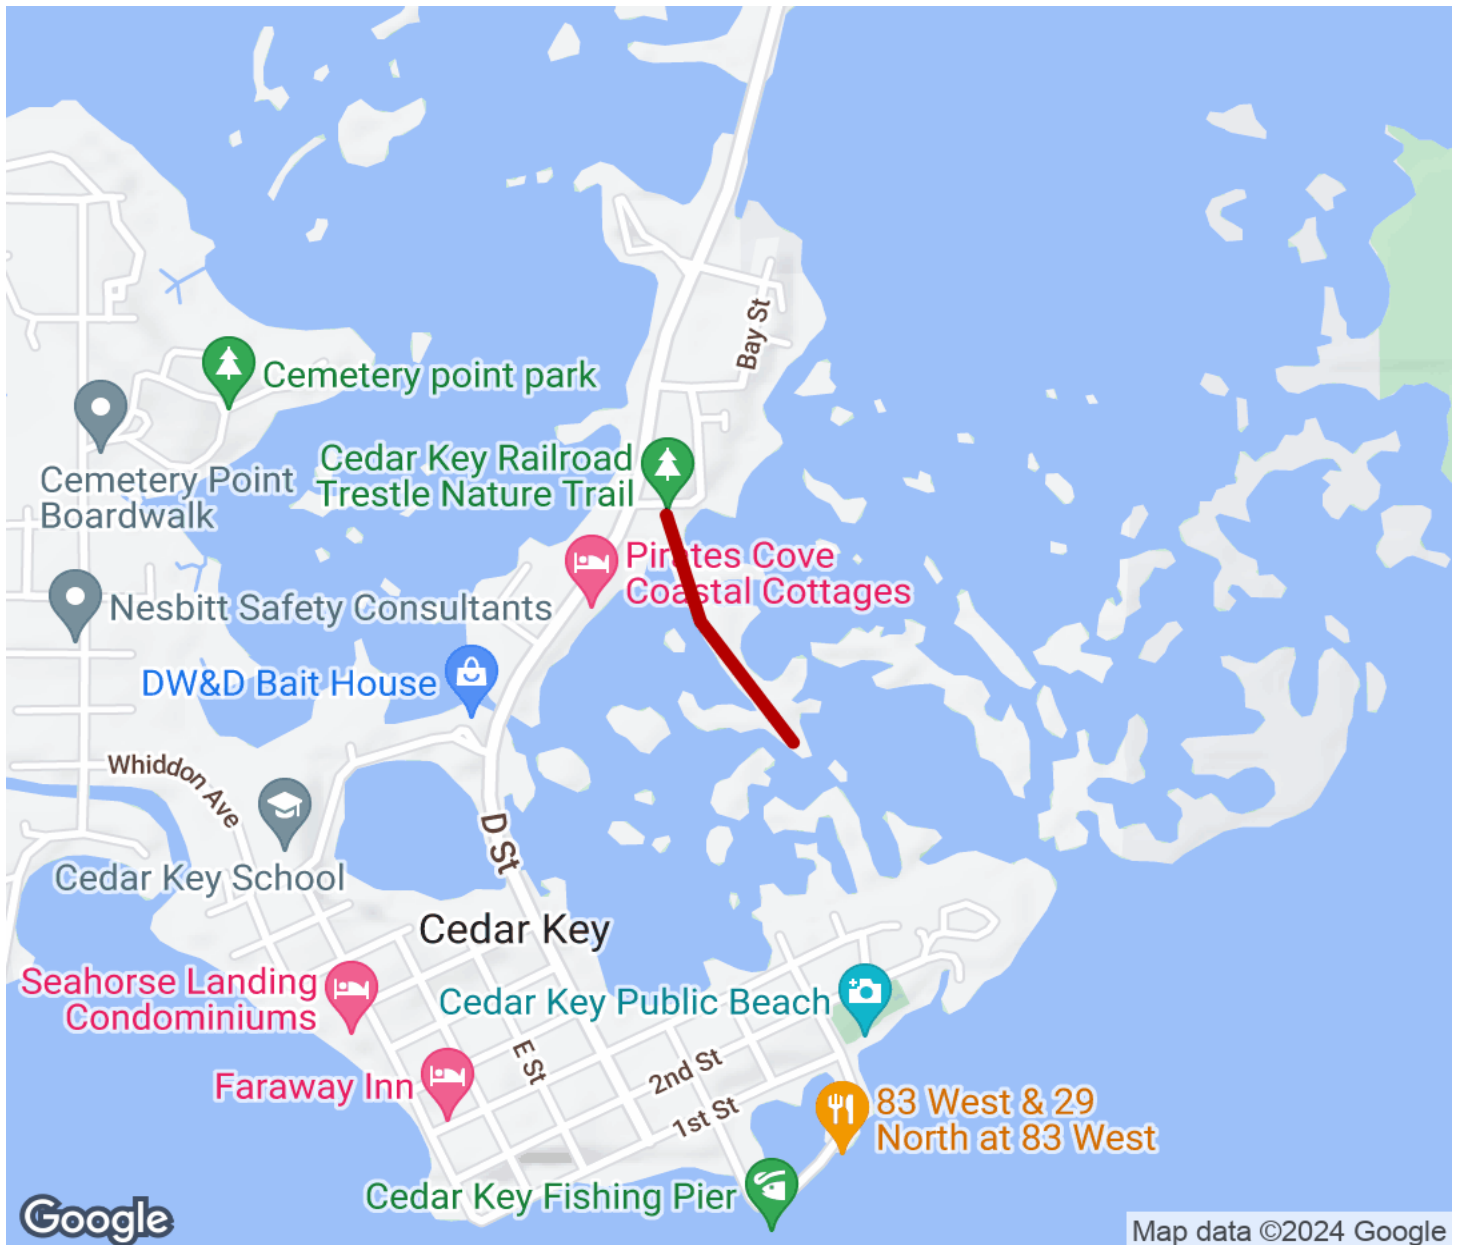 Bay St
Cemetery point park
Cedar Key Railroad
Trestle Nature Trail
Cemetery Point
Boardwalk
Pirates Cove
Coastal Cottages
Nesbitt Safety Consultants
DW&D Bait House
Whiddon Ave
D St
Cedar Key School
Cedar Key
Seahorse Landing
Condominiums
Cedar Key Public Beach
E St
2nd St
Faraway Inn
1st St
83 West & 29
North at 83 West
Cedar Key Fishing Pier
Google
Map data ©2024 Google